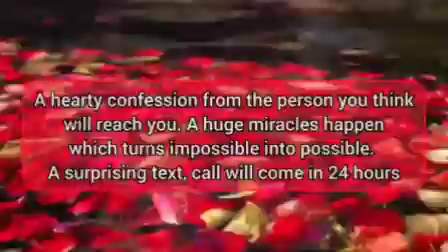 A hearty confession from the person you think
will reach you. A huge miracles happen
which turns impossible into possible.
A surprising text, call will come in 24 hours